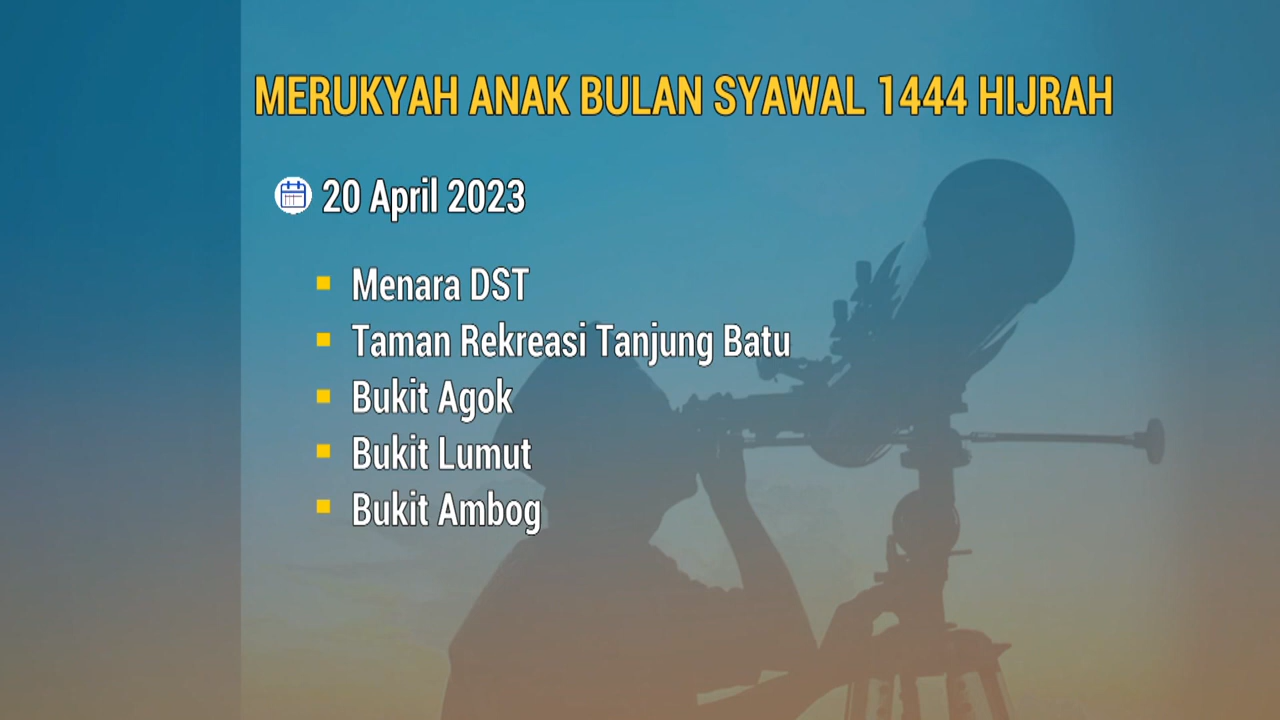 MERUKYAH ANAK BULAN SYAWAL 1444 HIJRAH
20 April 2023
Menara DST
Taman Rekreasi Tanjung Batu
Bukit Agok
Bukit Lumut
Bukit Ambog